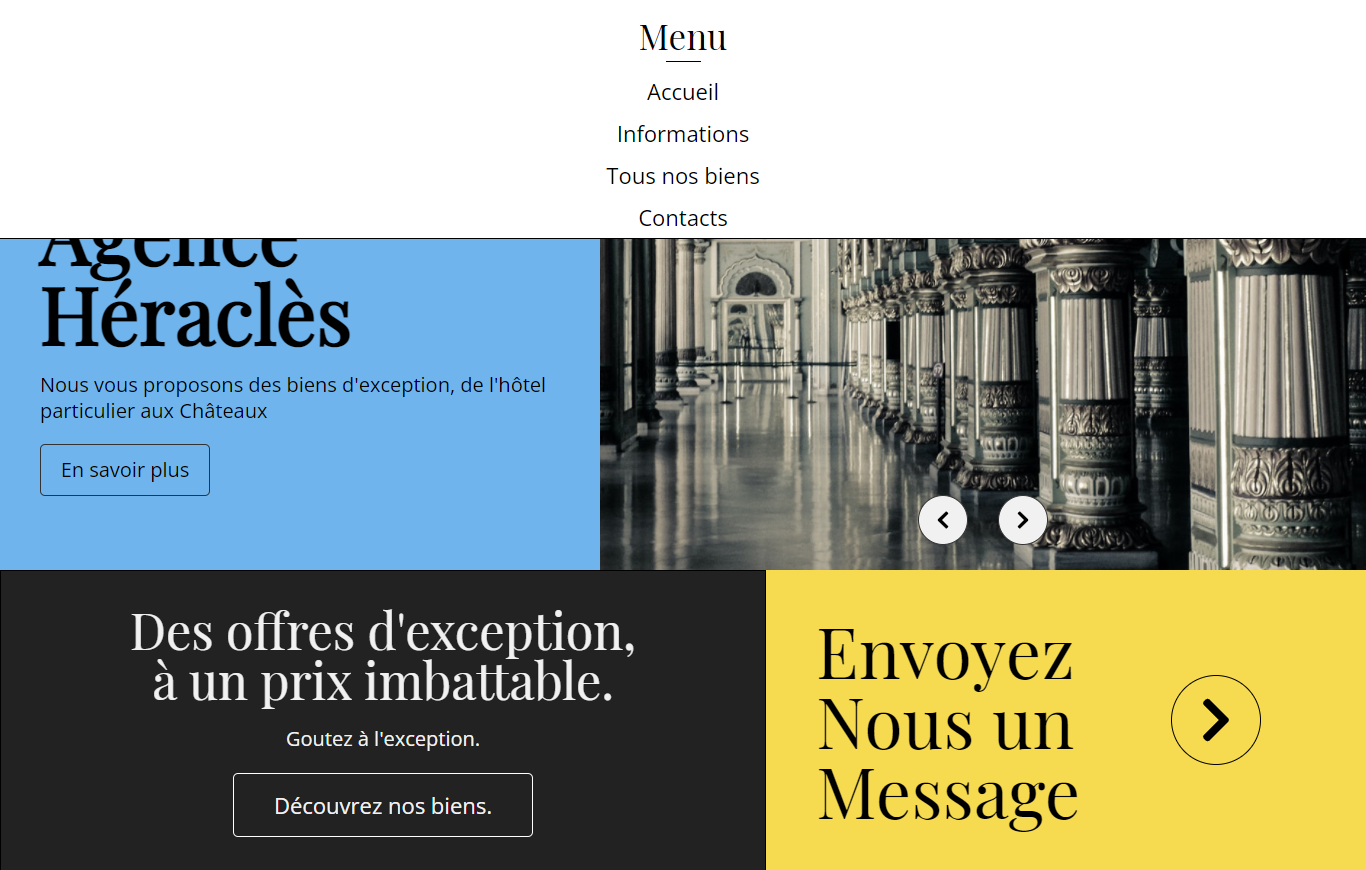 Menu
Accueil
Informations
Tous nos biens
Contacts
Agence
Héraclès
Nous vous proposons des biens d'exception, de l'hôtel
particulier aux Châteaux
En savoir plus
Des offres d'exception,
à un prix imbattable.
Goutez à l'exception.
Découvrez nos biens.
Envoyez
Nous un
Message